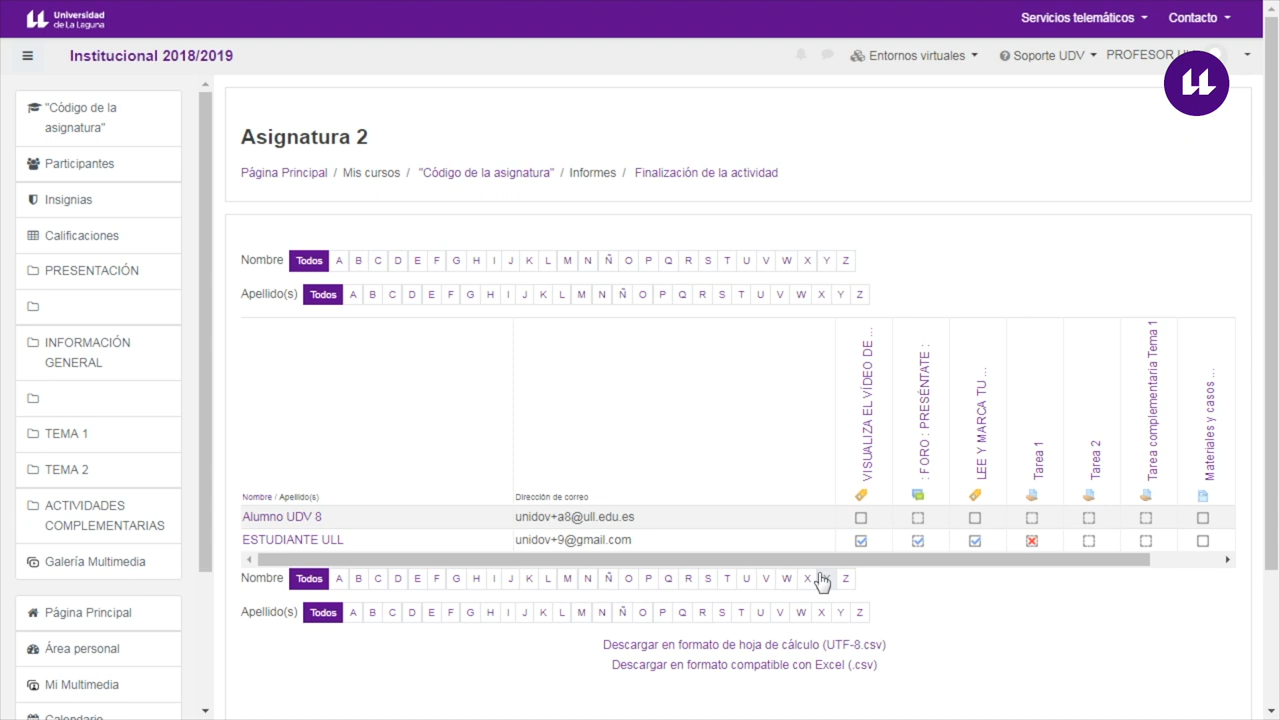 Universidad
de La Laguna
Servicios telemáticos
Contacto
Institucional 2018/2019
Entornos virtuales
Soporte UDV
PROFESOR
"Código de la
asignatura"
Participantes
Insignias
Calificaciones
PRESENTACIÓN
INFORMACIÓN
GENERAL
TEMA 1
TEMA 2
ACTIVIDADES
COMPLEMENTARIAS
Galería Multimedia
Página Principal
Área personal
Mi Multimedia
Calendario
Asignatura 2
Página Principal / Mis cursos / "Código de la asignatura" / Informes / Finalización de la actividad
Nombre Todos A B C D E F G H I J K L M N Ñ O P Q R S T U V W X Y Z
Apellido(s) Todos A B C D E F G H I J K L M N Ñ O P Q R S T U V W X Y Z
VISUALIZA EL VÍDEO DE ...
: FORO : PRESÉNTATE :
LEE Y MARCA TU ...
Tarea 1
Tarea 2
Tarea complementaria Tema 1
Materiales y casos ...
Nombre / Apellido(s) Dirección de correo
Alumno UDV 8 unidov+a8@ull.edu.es
ESTUDIANTE ULL unidov+9@gmail.com
Nombre Todos A B C D E F G H I J K L M N Ñ O P Q R S T U V W X Z
Apellido(s) Todos A B C D E F G H I J K L M N Ñ O P Q R S T U V W X Y Z
Descargar en formato de hoja de cálculo (UTF-8.csv)
Descargar en formato compatible con Excel (.csv)